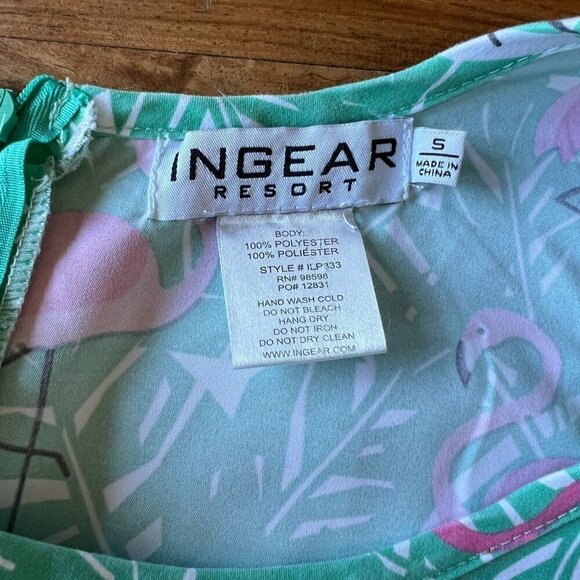 INGEAR
RESORT
S
MADE IN
CHINA
BODY:
100% POLYESTER
100% POLIÉSTER
STYLE # ILP333
RN# 98598
PO# 12831
HAND WASH COLD
DO NOT BLEACH
HANG DRY
DO NOT IRON
DO NOT DRY CLEAN
WWW.INGEAR.COM